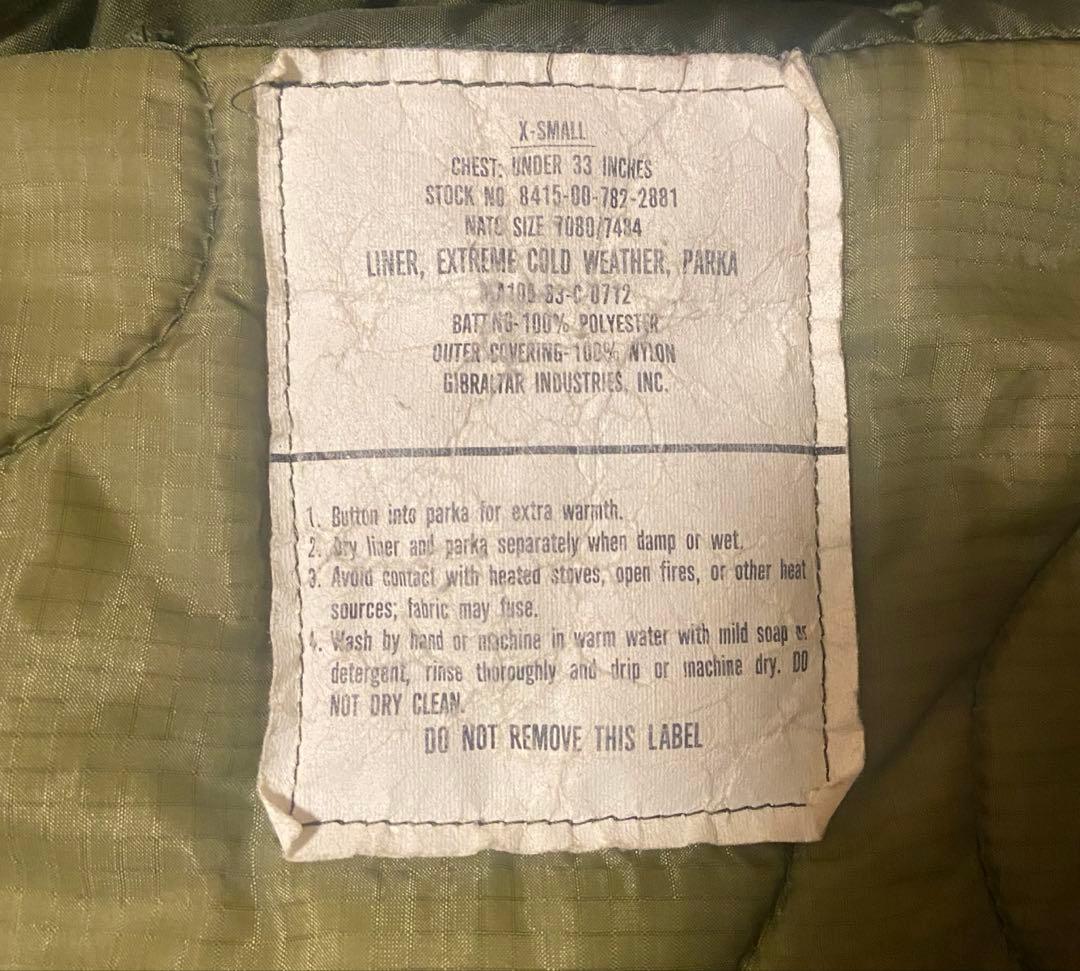 X-SMALL
CHEST: UNDER 33 INCHES
STOCK NO 8415-00-782-2881
NATO SIZE 7080/7484
LINER, EXTREME COLD WEATHER, PARKA
83-C-0712
BATTING-100% POLYESTER
OUTER COVERING-100% NYLON
GIBRALTAR INDUSTRIES, INC.
1. Button into parka for extra warmth.
2. Dry liner and parka separately when damp or wet.
3. Avoid contact with heated stoves, open fires, or other heat
sources; fabric may fuse.
4. Wash by hand or machine in warm water with mild soap or
detergent, rinse thoroughly and drip or machine dry. DO
NOT DRY CLEAN.
DO NOT REMOVE THIS LABEL